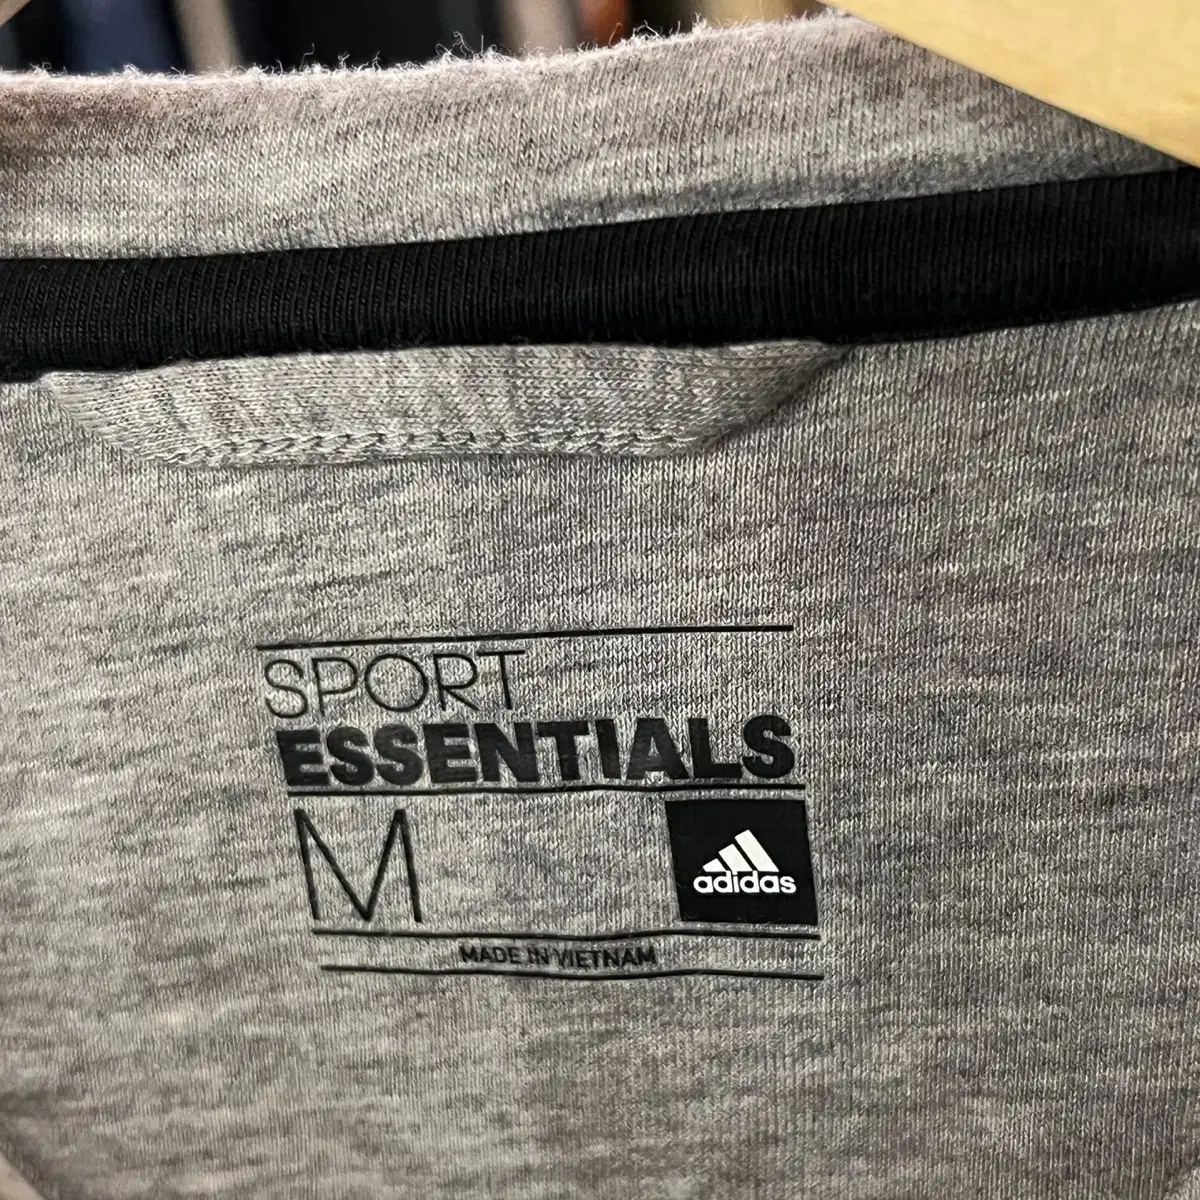 SPORT
ESSENTIALS
M
adidas
MADE IN VIETNAM